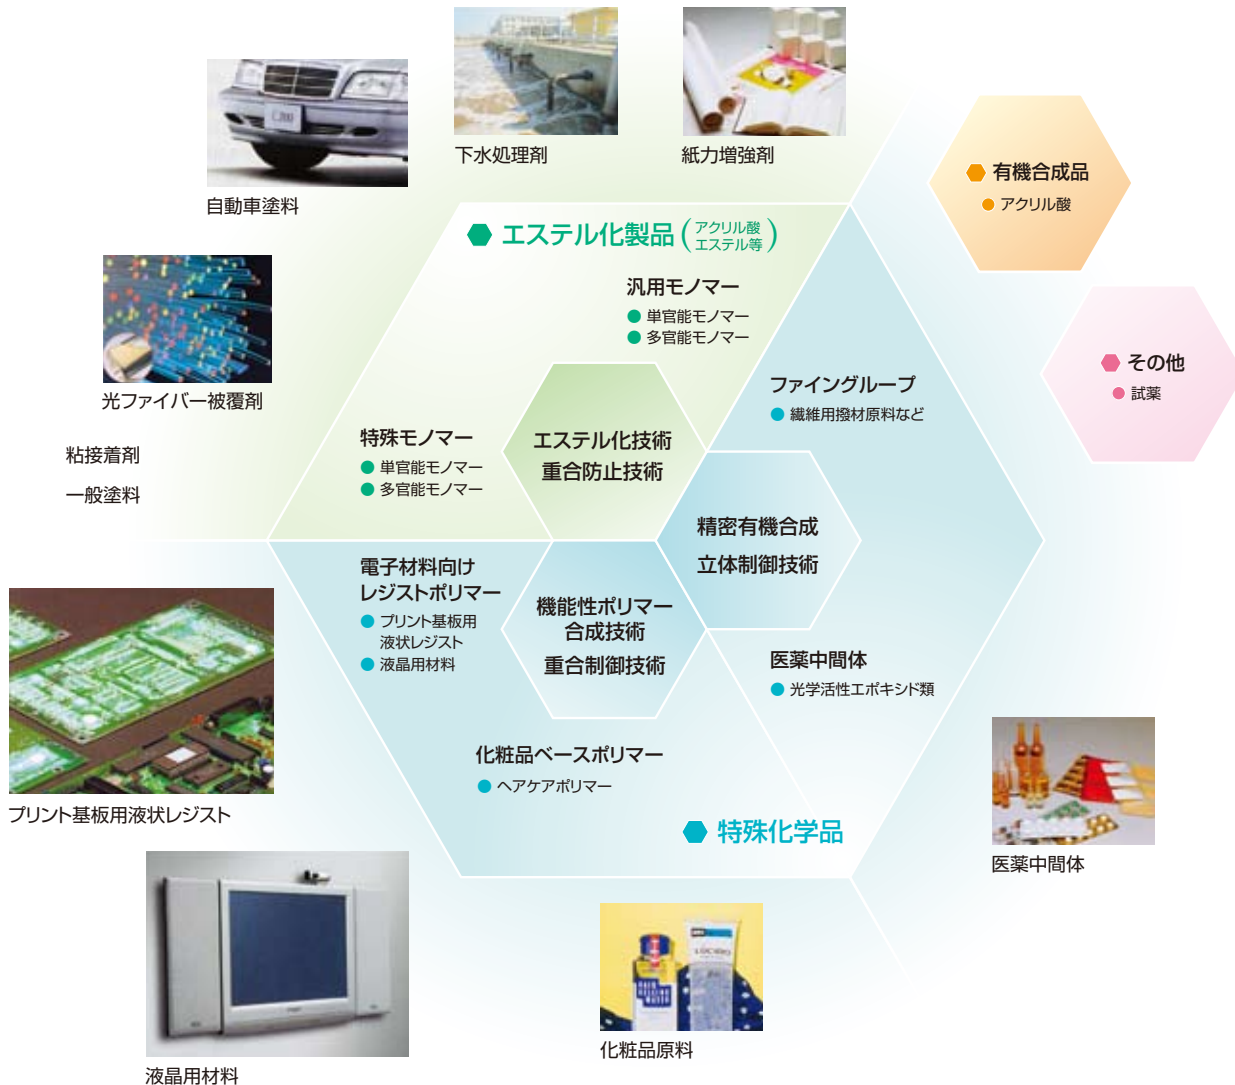 下水処理剤
紙力増強剤
自動車塗料
C200
● 有機合成品
● アクリル酸
エステル化製品(アクリル酸
エステル等)
汎用モノマー
● 単官能モノマー
● 多官能モノマー
光ファイバー被覆剤
粘接着剤
一般塗料
特殊モノマー
● 単官能モノマー
● 多官能モノマー
エステル化技術
重合防止技術
ファイングループ
● 繊維用撥材原料など
その他
● 試薬
精密有機合成
立体制御技術
電子材料向け
レジストポリマー
● プリント基板用
液状レジスト
● 液晶用材料
機能性ポリマー
合成技術
重合制御技術
医薬中間体
● 光学活性エポキシド類
化粧品ベースポリマー
● ヘアケアポリマー
特殊化学品
プリント基板用液状レジスト
医薬中間体
LUCIDO
HAIR
WATER
化粧品原料
液晶用材料